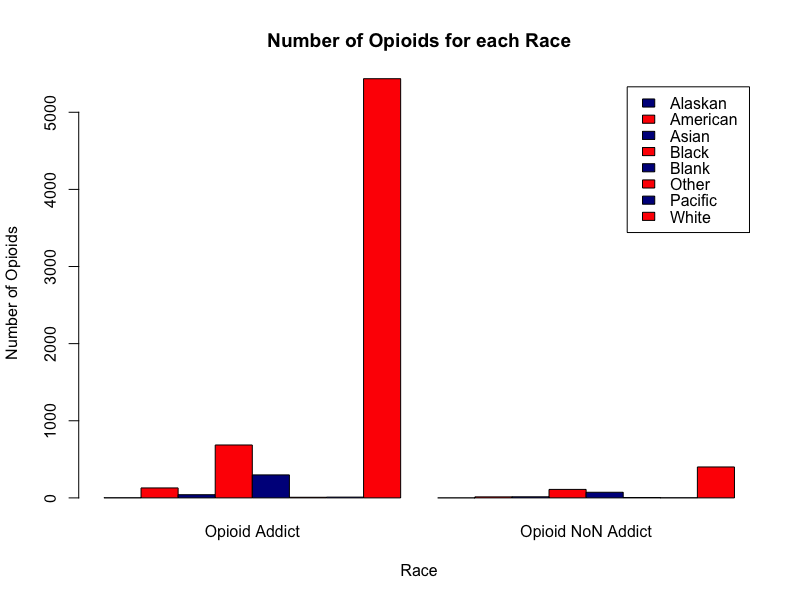 Number of Opioids for each Race
Number of Opioids
5000
4000
3000
2000
1000
0
Alaskan
American
Asian
Black
Blank
Other
Pacific
White
Opioid Addict
Opioid NoN Addict
Race